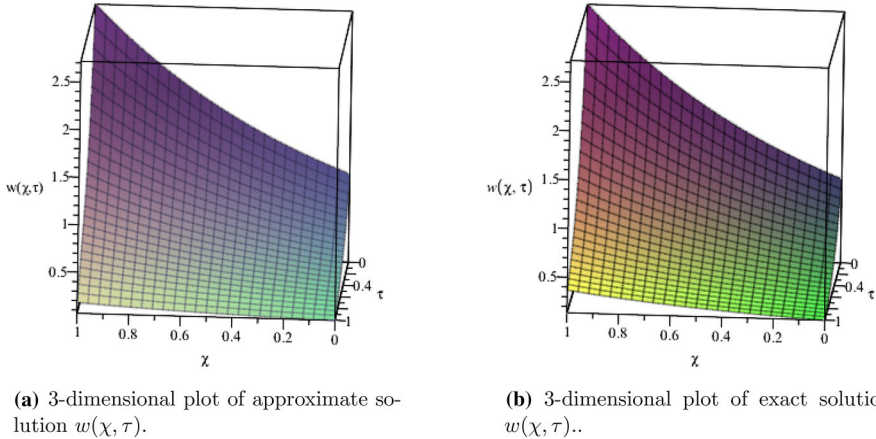 2.5
2
1.5
w(χ,τ)
1
0.5
0
0.4
τ
1
1
0.8
0.6
0.4
0.2
0
χ
(a) 3-dimensional plot of approximate so-
lution w(χ, τ).
2.5
2
1.5
w(χ, τ)
1
0.5
0
0.4
τ
1
1
0.8
0.6
0.4
0.2
0
χ
(b) 3-dimensional plot of exact solutio
w(χ, τ)..